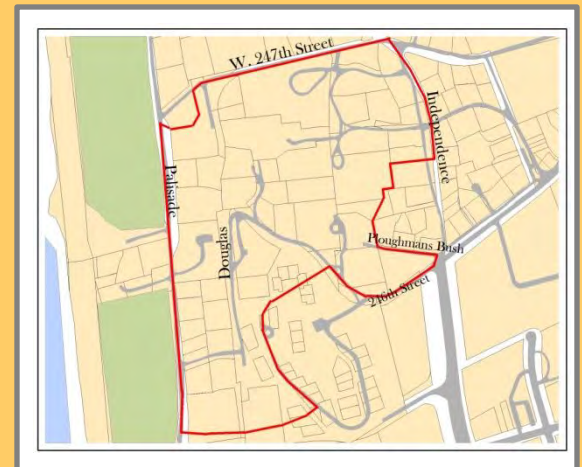 W. 247th Street
Independence
Palisade
Douglas
Ploughmans Bush
246th Street